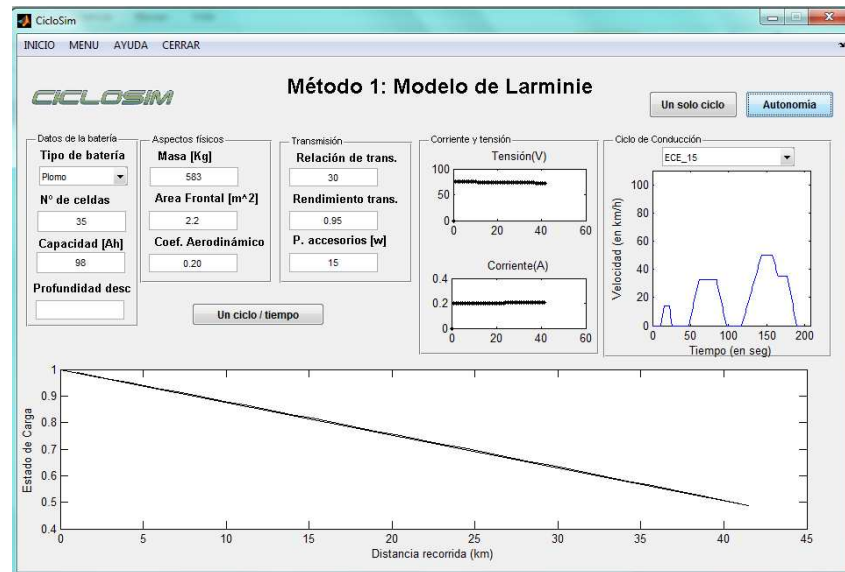 CicloSim
INICIO MENU AYUDA CERRAR
CICLOSIM
Método 1: Modelo de Larminie
Un solo ciclo
Autonomía
Datos de la batería
Tipo de batería
Plomo
Nº de celdas
35
Capacidad [Ah]
98
Profundidad desc
Aspectos físicos
Masa [Kg]
583
Area Frontal [m^2]
2.2
Coef. Aerodinámico
0.20
Transmisión
Relación de trans.
30
Rendimiento trans.
0.95
P. accesorios [w]
15
Un ciclo / tiempo
Corriente y tensión
Tensión(V)
100
50
0
0 20 40 60
Corriente(A)
0.4
0.2
0
0 20 40 60
Ciclo de Conducción
ECE_15
Velocidad (en km/h)
100
80
60
40
20
0
0 50 100 150 200
Tiempo (en seg)
Estado de Carga
1
0.9
0.8
0.7
0.6
0.5
0.4
0 5 10 15 20 25 30 35 40 45
Distancia recorrida (km)